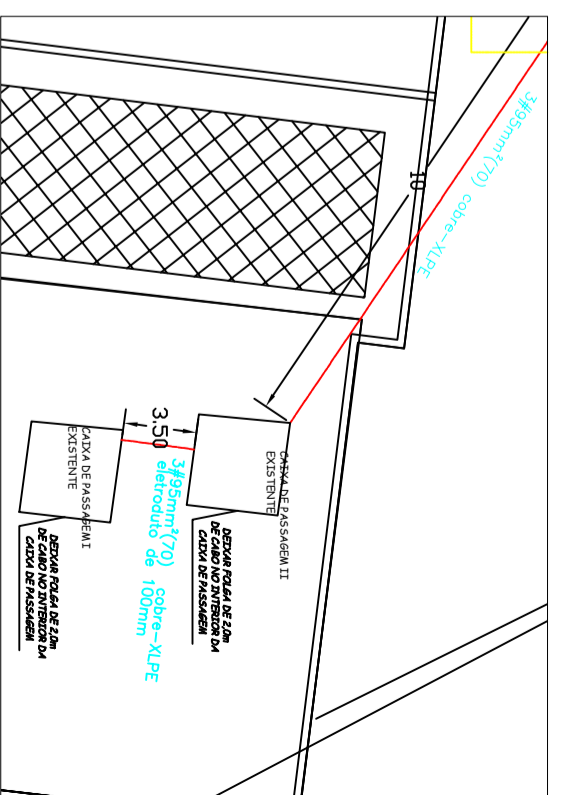 3#95mm²(70) cobre-XLPE
10
3.50
CAIXA DE PASSAGEM II
EXISTENTE
CAIXA DE PASSAGEM I
EXISTENTE
3#95mm²(70) cobre-XLPE
eletroduto de 100mm
DEIXAR FOLGA DE 2,0m
DE CABO NO INTERIOR DA
CAIXA DE PASSAGEM
DEIXAR FOLGA DE 2,0m
DE CABO NO INTERIOR DA
CAIXA DE PASSAGEM